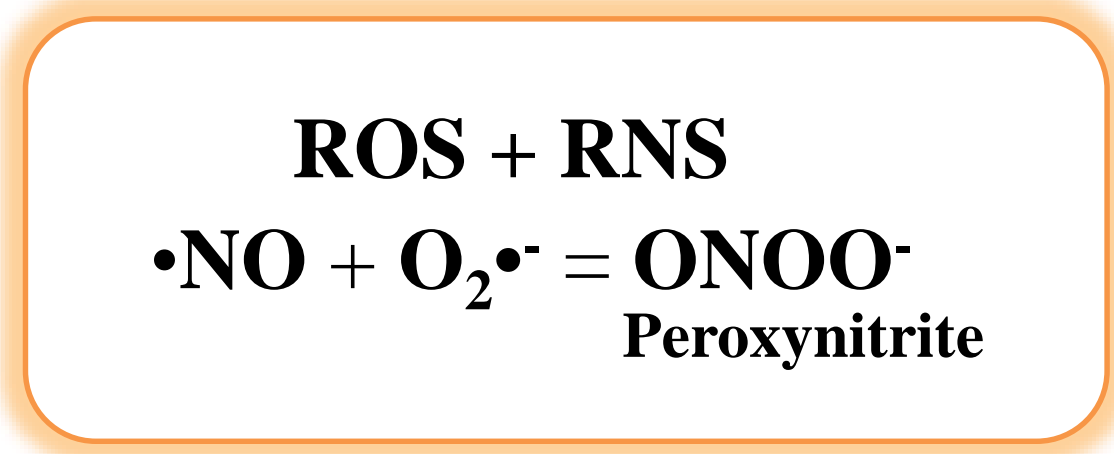 ROS + RNS
•NO + O₂•⁻ = ONOO⁻
Peroxynitrite